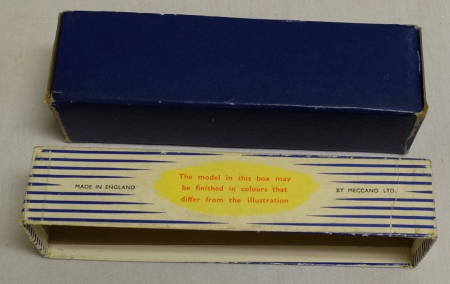 The model in this box may
MADE IN ENGLAND be finished in colours that BY MECCANO LTD.
differ from the illustration